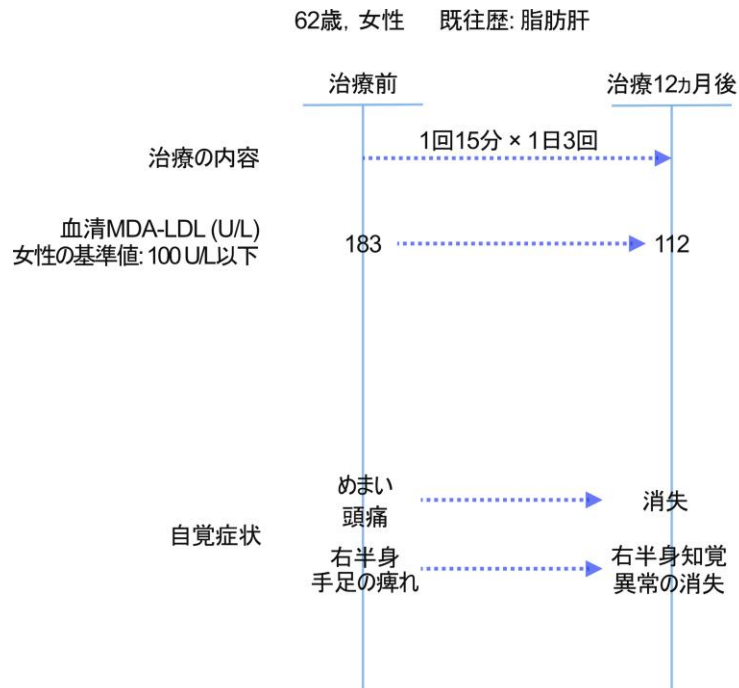 62歳, 女性 既往歴: 脂肪肝
治療前
治療12ヵ月後
治療の内容
1回15分 × 1日3回
血清MDA-LDL (U/L)
女性の基準値: 100 U/L以下
183
112
自覚症状
めまい
頭痛
消失
右半身
手足の痺れ
右半身知覚
異常の消失